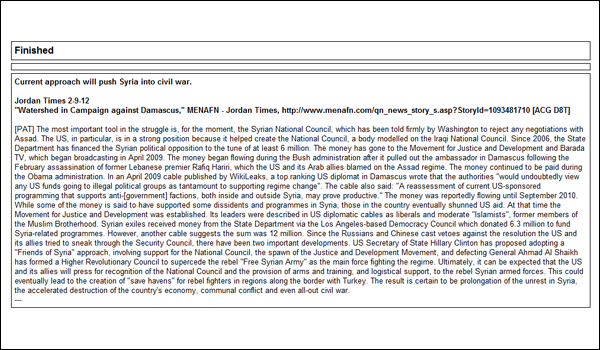 Finished
Current approach will push Syria into civil war.
Jordan Times 2-9-12
"Watershed in Campaign against Damascus," MENAFN - Jordan Times, http://www.menafn.com/qn_news_story_s.asp?StoryId=1093481710 [ACG D8T]
[PAT] The most important tool in the struggle is, for the moment, the Syrian National Council, which has been told firmly by Washington to reject any negotiations with
Assad. The US, in particular, is in a strong position because it helped create the National Council, a body modelled on the Iraqi National Council. Since 2006, the State
Department has financed the Syrian political opposition to the tune of at least 6 million. The money has gone to the Movement for Justice and Development and Barada
TV, which began broadcasting in April 2009. The money began flowing during the Bush administration after it pulled out the ambassador in Damascus following the
February assassination of former Lebanese premier Rafiq Hariri, which the US and its Arab allies blamed on the Assad regime. The money continued to be paid during
the Obama administration. In an April 2009 cable published by WikiLeaks, a top ranking US diplomat in Damascus wrote that the authorities "would undoubtedly view
any US funds going to illegal political groups as tantamount to supporting regime change". The cable also said: "A reassessment of current US-sponsored
programming that supports anti-[government] factions, both inside and outside Syria, may prove productive." The money was reportedly flowing until September 2010.
While some of the money is said to have supported some dissidents and programmes in Syria, those in the country eventually shunned aid. At that time the
Movement for Justice and Development was established. Its leaders were described in US diplomatic cables as liberals and moderate "Islamists", former members of
the Muslim Brotherhood. Syrian exiles received money from the State Department via the Los Angeles-based Democracy Council which donated 6.3 million to fund
Syria-related programmes. However, another cable suggests the sum was 12 million. Since the Russians and Chinese cast vetoes against the resolution the US and
its allies tried to sneak through the Security Council, there have been two important developments. US Secretary of State Hillary Clinton has proposed adopting a
"Friends of Syria" approach, involving support for the National Council, the spawn of the Justice and Development Movement, and defecting General Ahmad Al Shaikh
has formed a Higher Revolutionary Council to supercede the rebel "Free Syrian Army" as the main force fighting the regime. Ultimately, it can be expected that the US
and its allies will press for recognition of the National Council and the provision of arms and training, and logistical support, to the rebel Syrian armed forces. This could
eventually lead to the creation of "save havens" for rebel fighters in regions along the border with Turkey. The result is certain to be prolongation of the unrest in Syria,
the accelerated destruction of the country's economy, communal conflict and even all-out civil war.
---